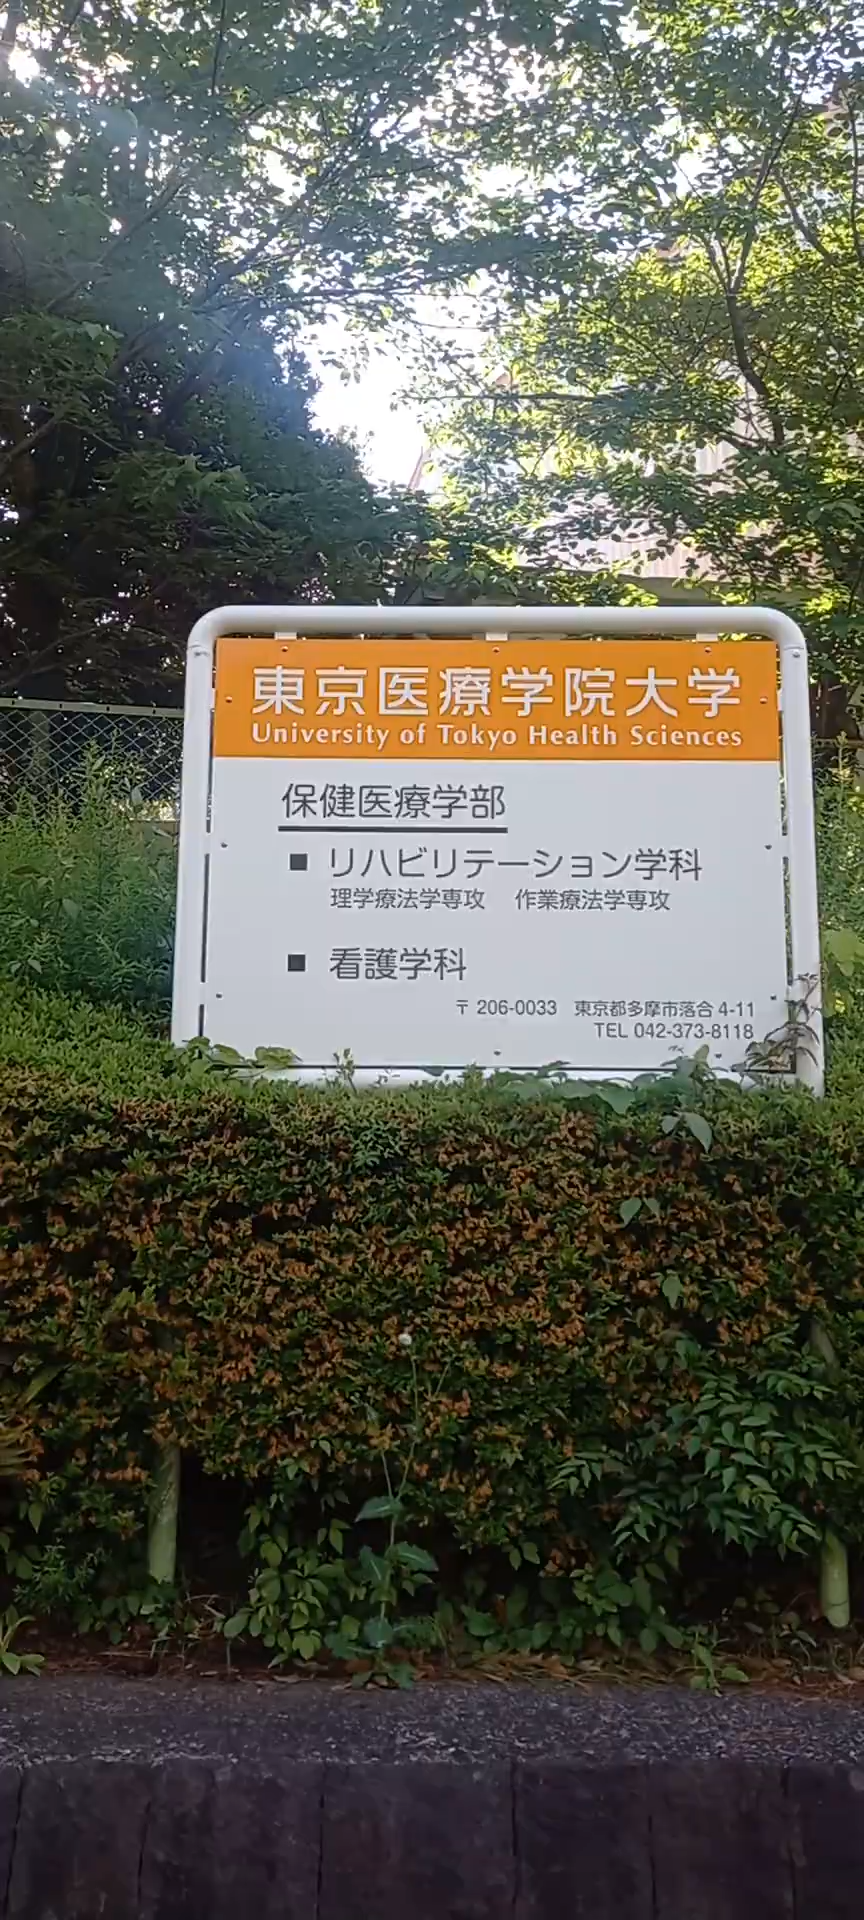 東京医療学院大学
University of Tokyo Health Sciences
保健医療学部
■ リハビリテーション学科
理学療法学専攻　作業療法学専攻
■ 看護学科
〒 206-0033　東京都多摩市落合 4-11
TEL 042-373-8118